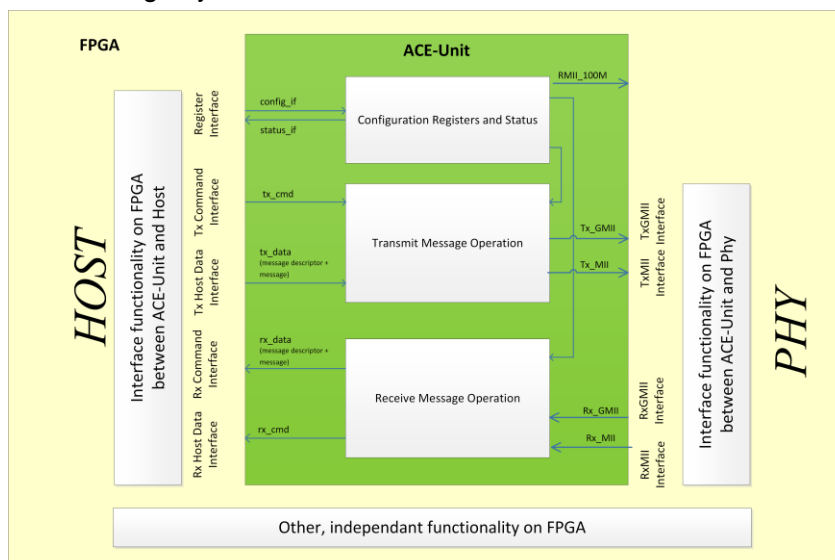 FPGA
ACE-Unit
RMII_100M
Register
Interface
config_if
status_if
Configuration Registers and Status
HOST
Interface functionality on FPGA
between ACE-Unit and Host
Tx Command
Interface
tx_cmd
Tx Host Data
Interface
tx_data
(message descriptor +
message)
Transmit Message Operation
Tx_GMII
Tx_MII
TxGMII
Interface
TxMII
Interface
Rx Command
Interface
rx_data
(message descriptor +
message)
Rx Host Data
Interface
rx_cmd
Receive Message Operation
Rx_GMII
Rx_MII
RxGMII
Interface
RxMII
Interface
Interface functionality on FPGA
between ACE-Unit and Phy
PHY
Other, independant functionality on FPGA